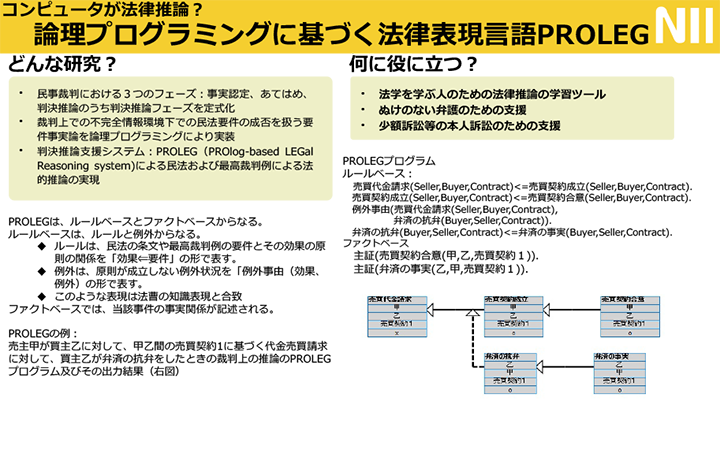 コンピュータが法律推論？
論理プログラミングに基づく法律表現言語PROLEG
NII
どんな研究？
• 民事裁判における３つのフェーズ：事実認定、あてはめ、
判決推論のうち判決推論フェーズを定式化
• 裁判上での不完全情報環境下での民法要件の成否を扱う要
件事実論を論理プログラミングにより実装
• 判決推論支援システム：PROLEG（PROlog-based LEGal
Reasoning system)による民法および最高裁判例による法
的推論の実現
PROLEGは、ルールベースとファクトベースからなる。
ルールベースは、ルールと例外からなる。
◆ ルールは、民法の条文や最高裁判例の要件とその効果の原
則の関係を「効果⇐要件」の形で表す。
◆ 例外は、原則が成立しない例外状況を「例外事由（効果、
例外）の形で表す。
◆ このような表現は法曹の知識表現と合致
ファクトベースでは、当該事件の事実関係が記述される。
PROLEGの例：
売主甲が買主乙に対して、甲乙間の売買契約1に基づく代金売買請求
に対して、買主乙が弁済の抗弁をしたときの裁判上の推論のPROLEG
プログラム及びその出力結果（右図）
何に役に立つ？
• 法学を学ぶ人のための法律推論の学習ツール
• ぬけのない弁護のための支援
• 少額訴訟等の本人訴訟のための支援
PROLEGプログラム
ルールベース：
売買代金請求(Seller,Buyer,Contract)<=売買契約成立(Seller,Buyer,Contract).
売買契約成立(Seller,Buyer,Contract)<=売買契約合意(Seller,Buyer,Contract).
例外事由(売買代金請求(Seller,Buyer,Contract),
弁済の抗弁(Buyer,Seller,Contract)).
弁済の抗弁(Buyer,Seller,Contract)<=弁済の事実(Buyer,Seller,Contract).
ファクトベース
主証(売買契約合意(甲,乙,売買契約１)).
主証(弁済の事実(乙,甲,売買契約１).
売買代金請求 売買契約成立 売買契約合意
甲 甲 甲
乙 乙 乙
売買契約1 売買契約1 売買契約1
x o o
弁済の抗弁 弁済の事実
乙 乙
甲 甲
売買契約1 売買契約1
o o